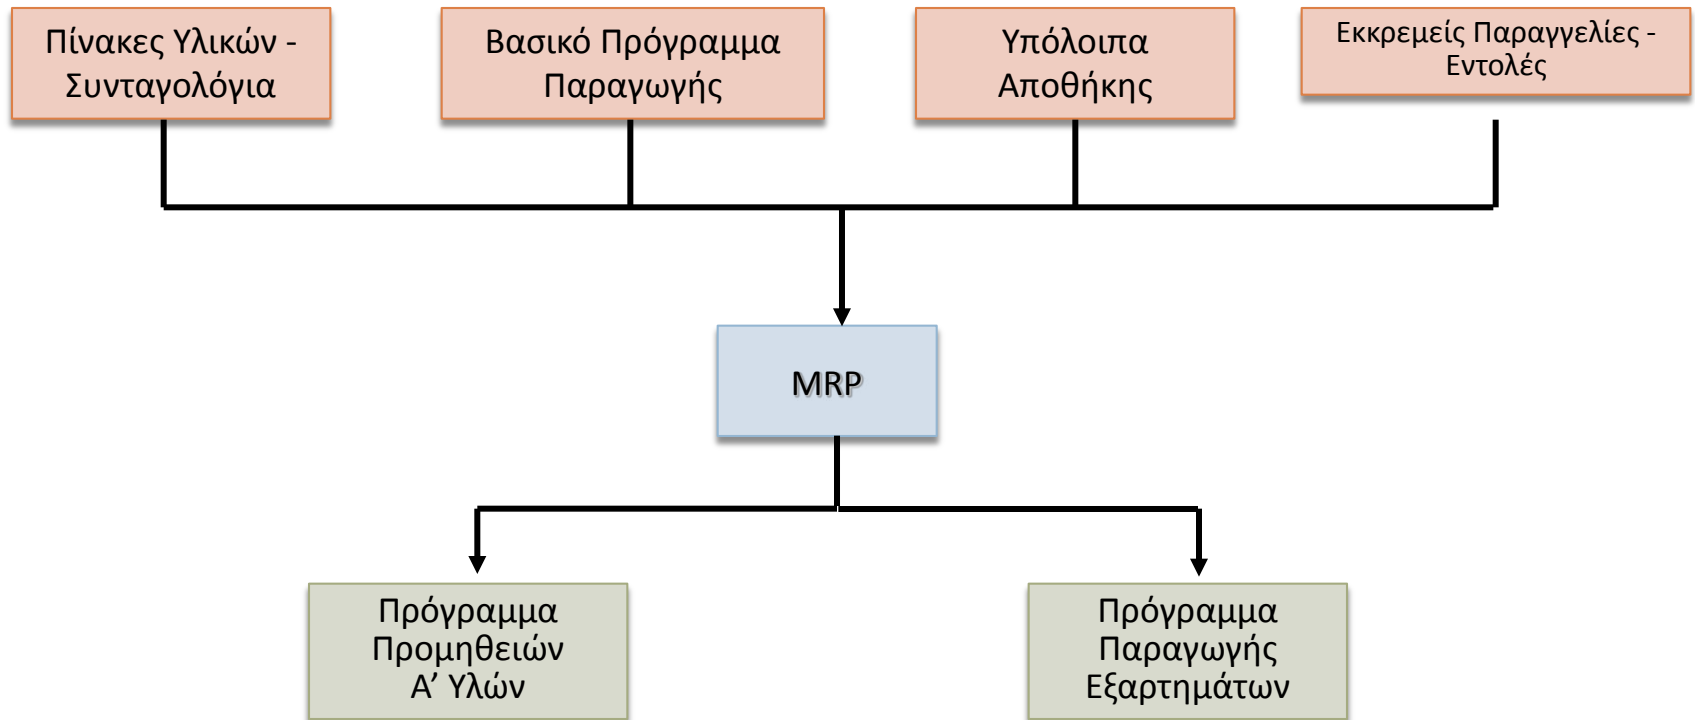 Πίνακες Υλικών -
Συνταγολόγια
Βασικό Πρόγραμμα
Παραγωγής
Υπόλοιπα
Αποθήκης
Εκκρεμείς Παραγγελίες -
Εντολές
MRP
Πρόγραμμα
Προμηθειών
Α’ Υλών
Πρόγραμμα
Παραγωγής
Εξαρτημάτων